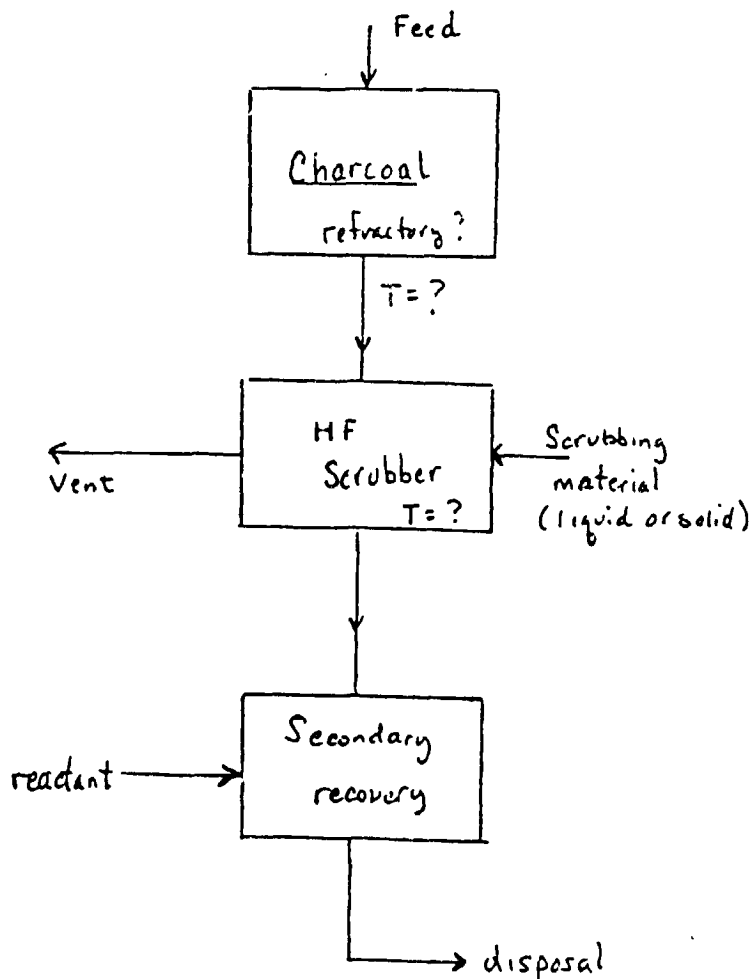 Feed
Charcoal
refractory?
T = ?
HF
Scrubber
T = ?
Vent
Scrubbing
material
(liquid or solid)
Secondary
recovery
reactant
disposal